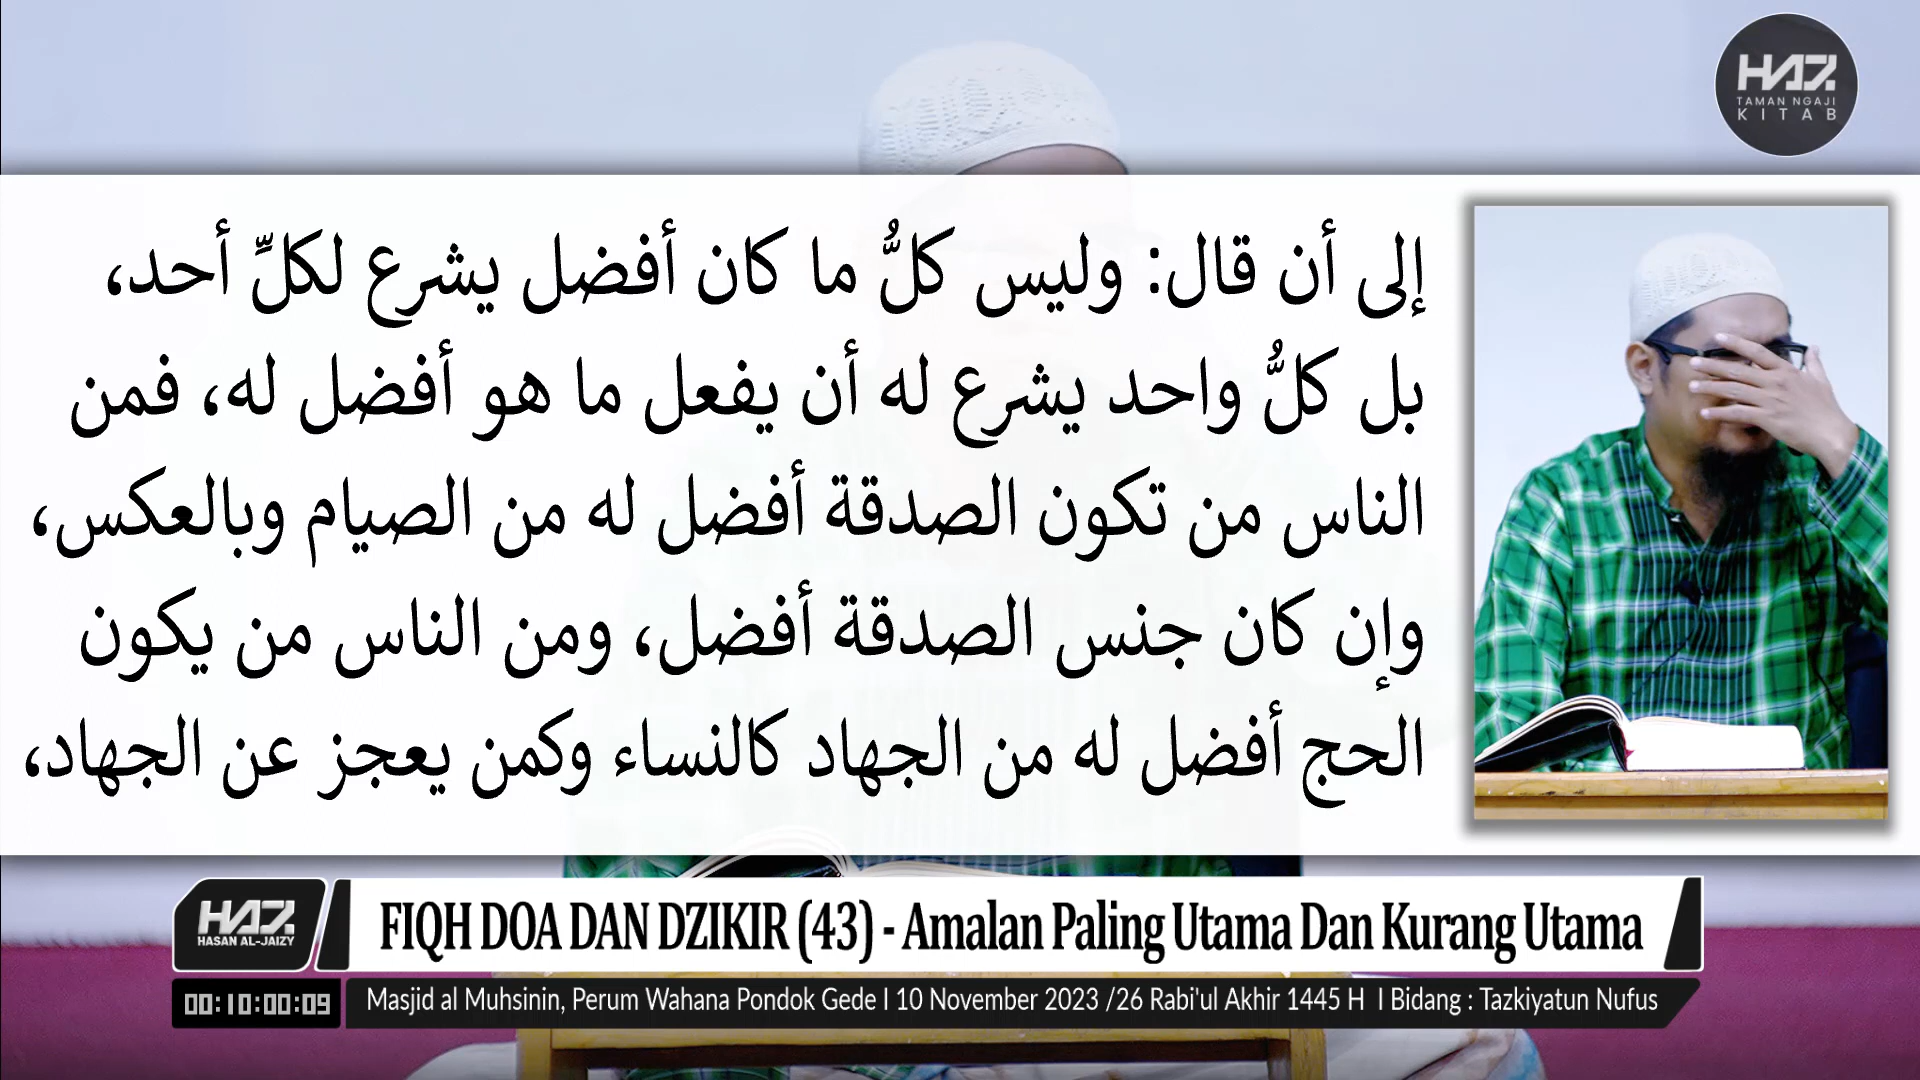 HAZ
TAMAN NGAJI
KITAB
إلى أن قال: وليس كلُّ ما كان أفضل يشرع لكلِّ أحد،
بل كلُّ واحد يشرع له أن يفعل ما هو أفضل له، فمن
الناس من تكون الصدقة أفضل له من الصيام وبالعكس،
وإن كان جنس الصدقة أفضل، ومن الناس من يكون
الحج أفضل له من الجهاد كالنساء وكمن يعجز عن الجهاد،
HAZ
HASAN AL-JAIZY
FIQH DOA DAN DZIKIR (43) - Amalan Paling Utama Dan Kurang Utama
00:10:00:09
Masjid al Muhsinin, Perum Wahana Pondok Gede I 10 November 2023 /26 Rabi'ul Akhir 1445 H I Bidang : Tazkiyatun Nufus